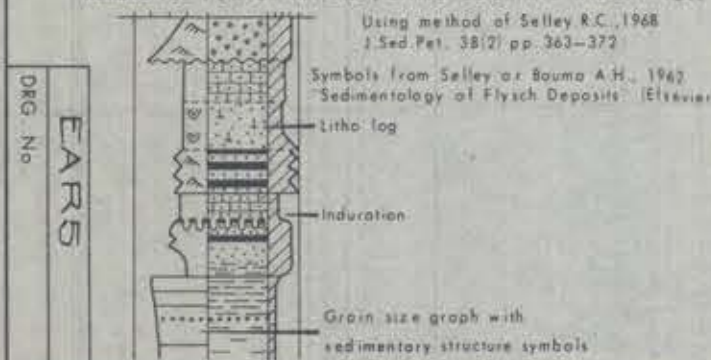 Using method of Selley R.C., 1968
J.Sed.Pet. 38(2) pp. 363–372
Symbols from Selley or Bouma A.H., 1962
"Sedimentology of Flysch Deposits" (Elsevier
Litho log
Induration
Grain size graph with
sedimentary structure symbols
DRG No.
EAR5